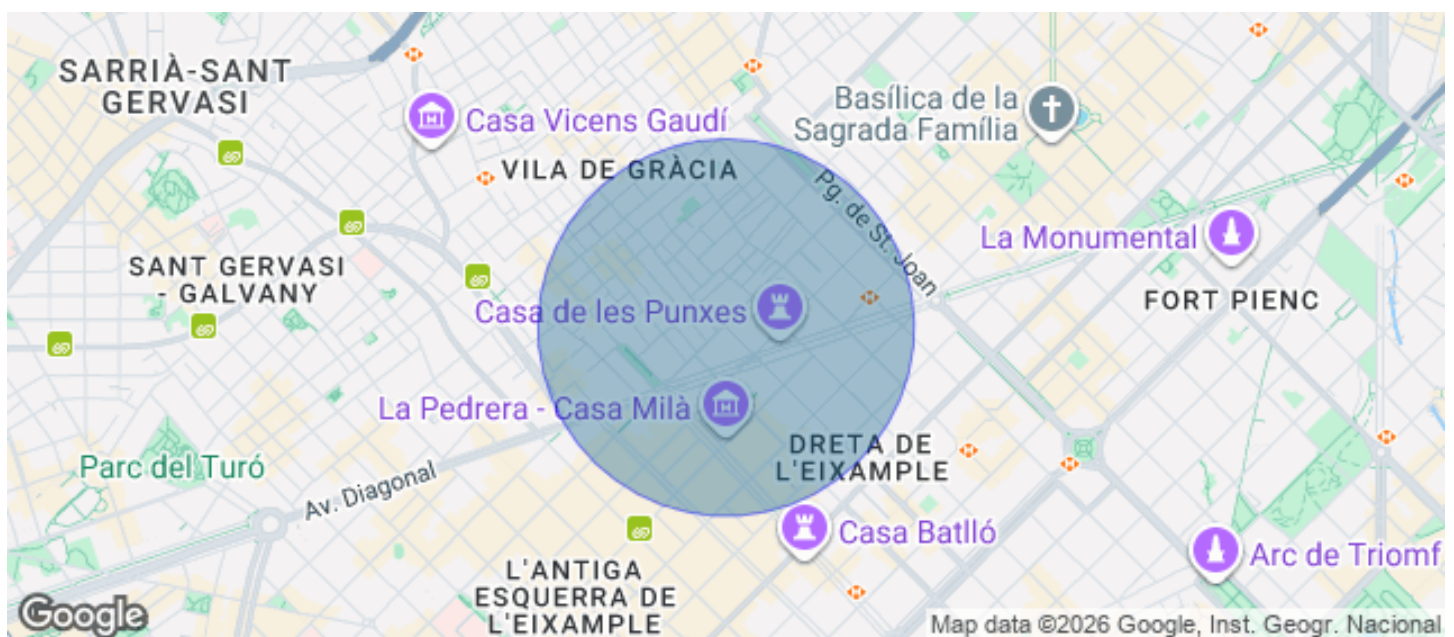 SARRIÀ-SANT
GERVASI
Casa Vicens Gaudí
Basílica de la
Sagrada Família
VILA DE GRÀCIA
Pg. de St. Joan
La Monumental
SANT GERVASI
- GALVANY
FORT PIENC
Casa de les Punxes
La Pedrera - Casa Milà
DRETA DE
L'EIXAMPLE
Parc del Turó
Av. Diagonal
Casa Batlló
Arc de Triomf
L'ANTIGA
ESQUERRA DE
L'EIXAMPLE
Google
Map data ©2026 Google, Inst. Geogr. Nacional